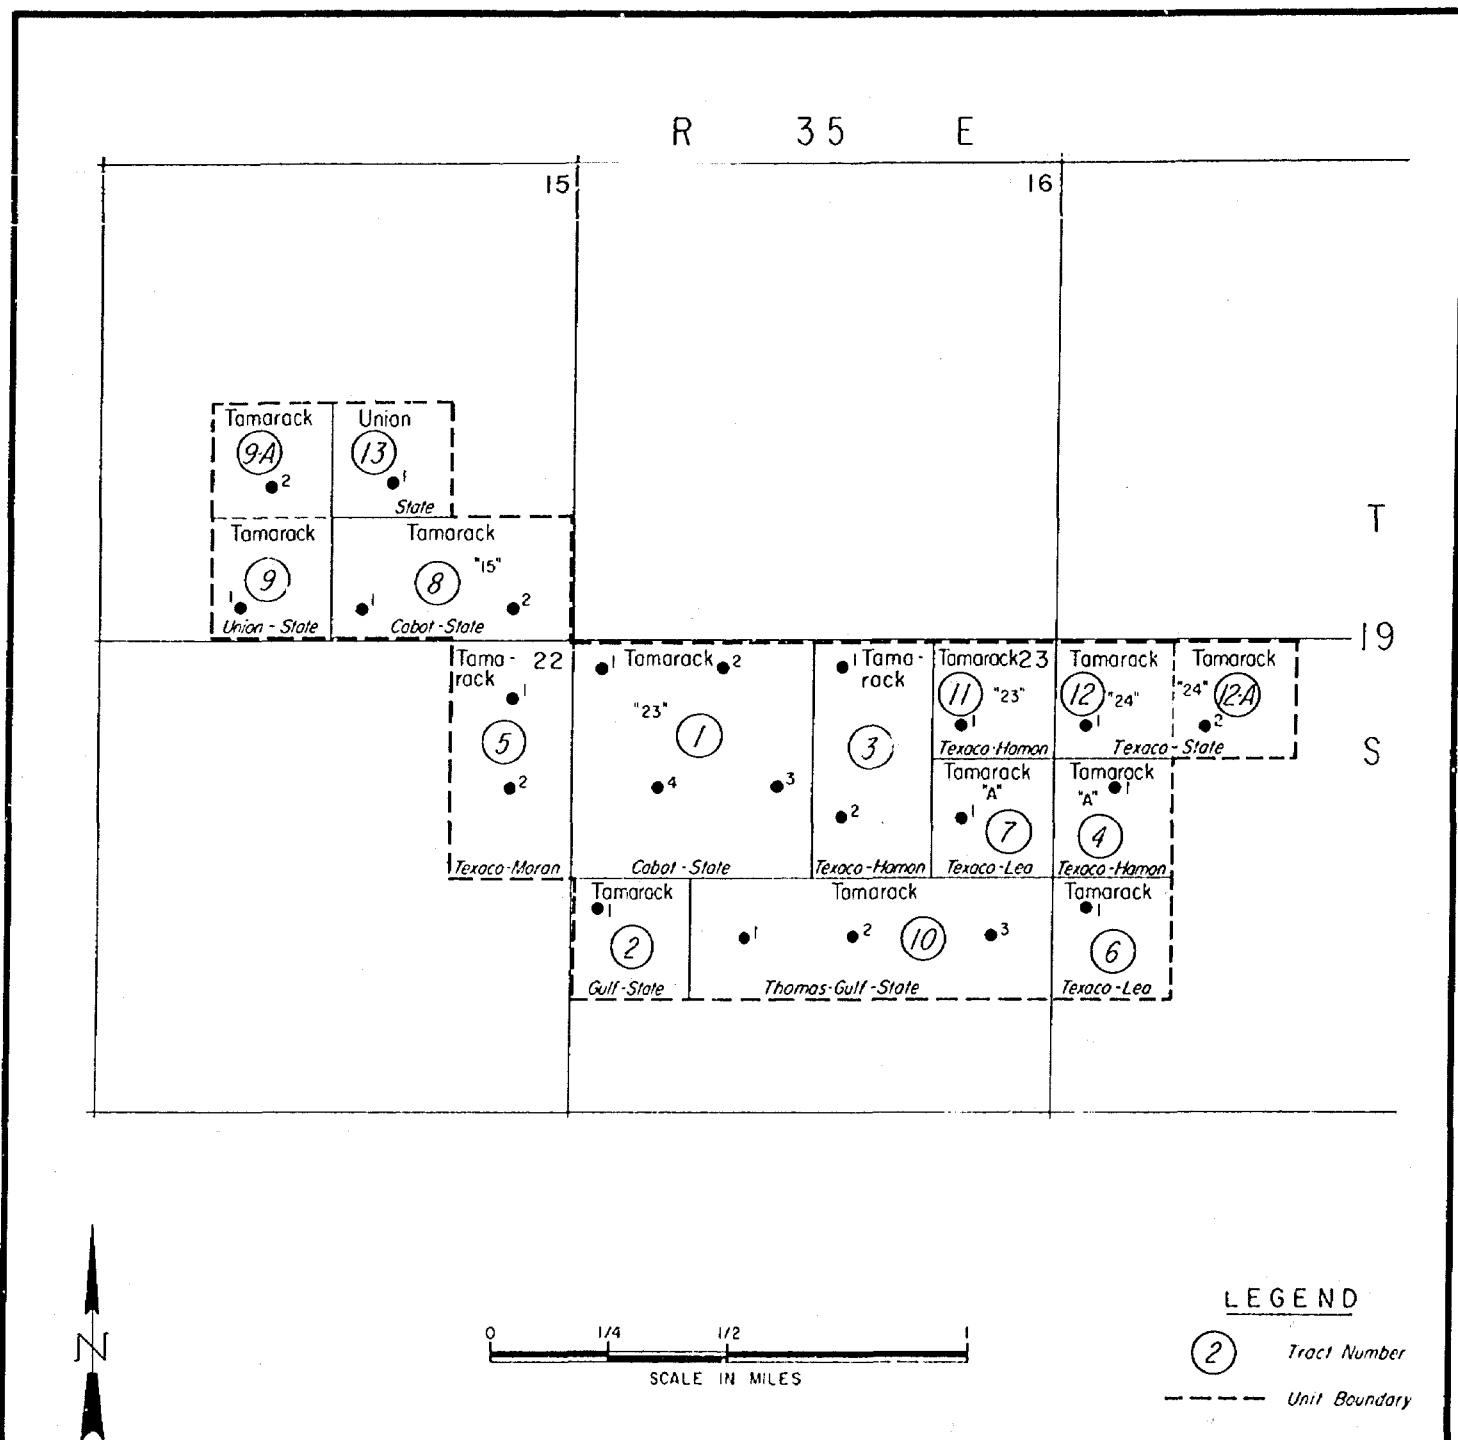 R 35 E
15
16
Tamarack
9-A
2
Union
13
1
State
T
Tamarack
9
1
Union - State
Tamarack
"15"
8
1
2
Cabot - State
19
Tama-
rack
22
1
5
2
Texaco-Moran
1
Tamarack
2
"23"
1
4
3
Cabot - State
1
Tama-
rack
3
2
Texaco-Hamon
Tamarack
23
11
"23"
1
Texaco-Hamon
Tamarack
12
"24"
1
Tamarack
"24"
12-A
2
Texaco - State
S
Tamarack
"A"
1
7
Texaco-Lea
Tamarack
"A"
1
4
Texaco-Hamon
Tamarack
1
2
Gulf-State
Tamarack
1
2
10
3
Thomas-Gulf-State
Tamarack
1
6
Texaco-Lea
N
0 1/4 1/2 1
SCALE IN MILES
LEGEND
2 Tract Number
Unit Boundary